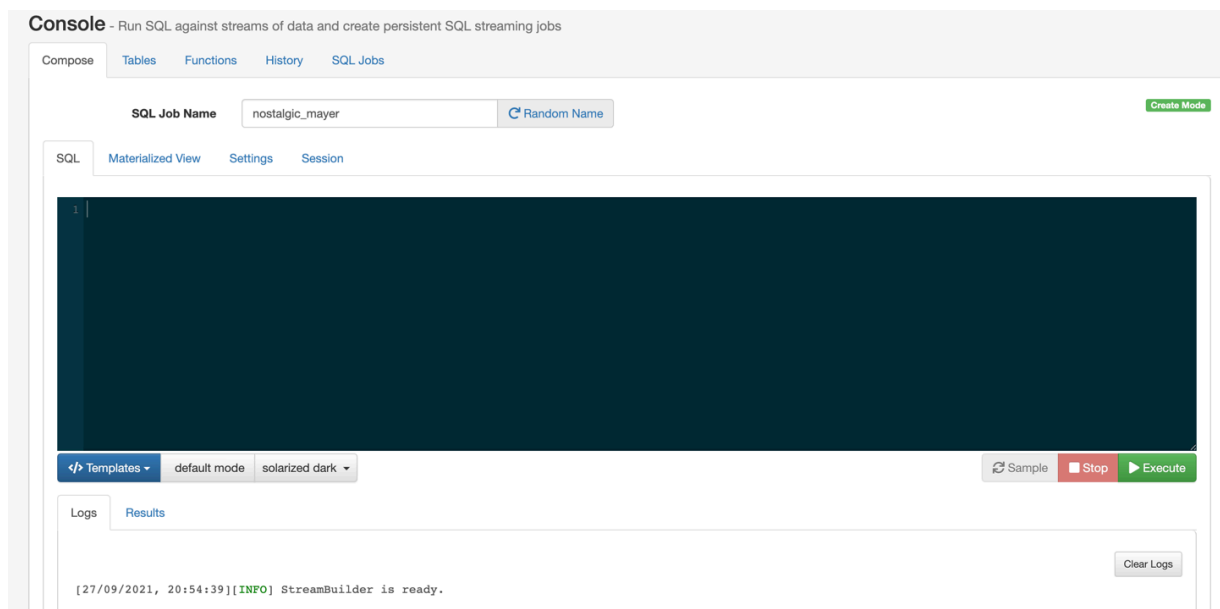 Console - Run SQL against streams of data and create persistent SQL streaming jobs
Compose Tables Functions History SQL Jobs
SQL Job Name nostalgic_mayer Random Name Create Mode
SQL Materialized View Settings Session
1
</> Templates default mode solarized dark Sample Stop Execute
Logs Results
Clear Logs
[27/09/2021, 20:54:39][INFO] StreamBuilder is ready.